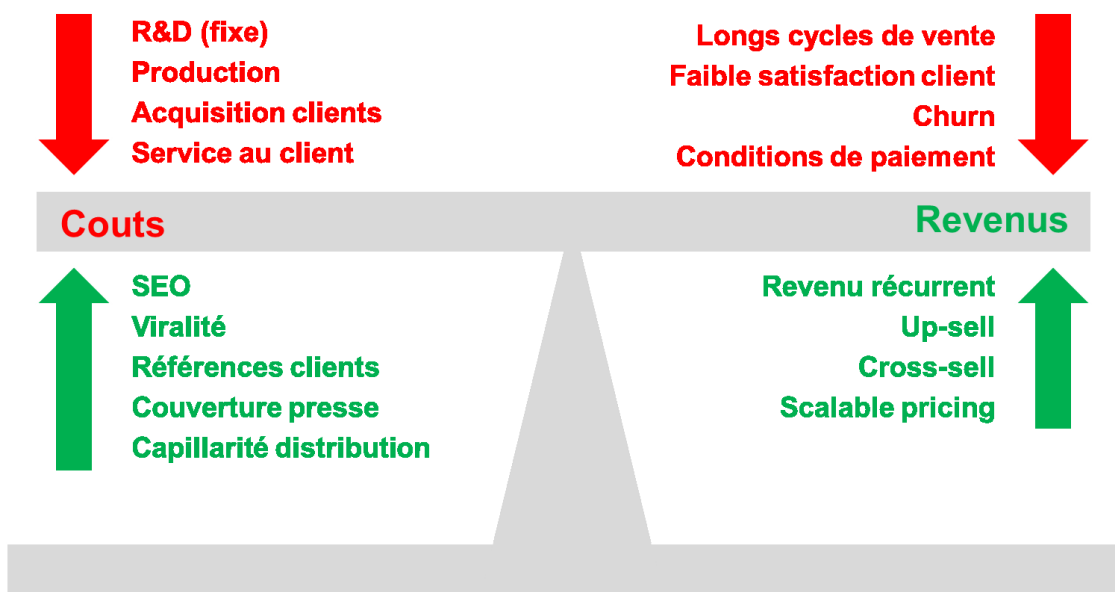 R&D (fixe)
Production
Acquisition clients
Service au client
Longs cycles de vente
Faible satisfaction client
Churn
Conditions de paiement
Couts
Revenus
SEO
Viralité
Références clients
Couverture presse
Capillarité distribution
Revenu récurrent
Up-sell
Cross-sell
Scalable pricing